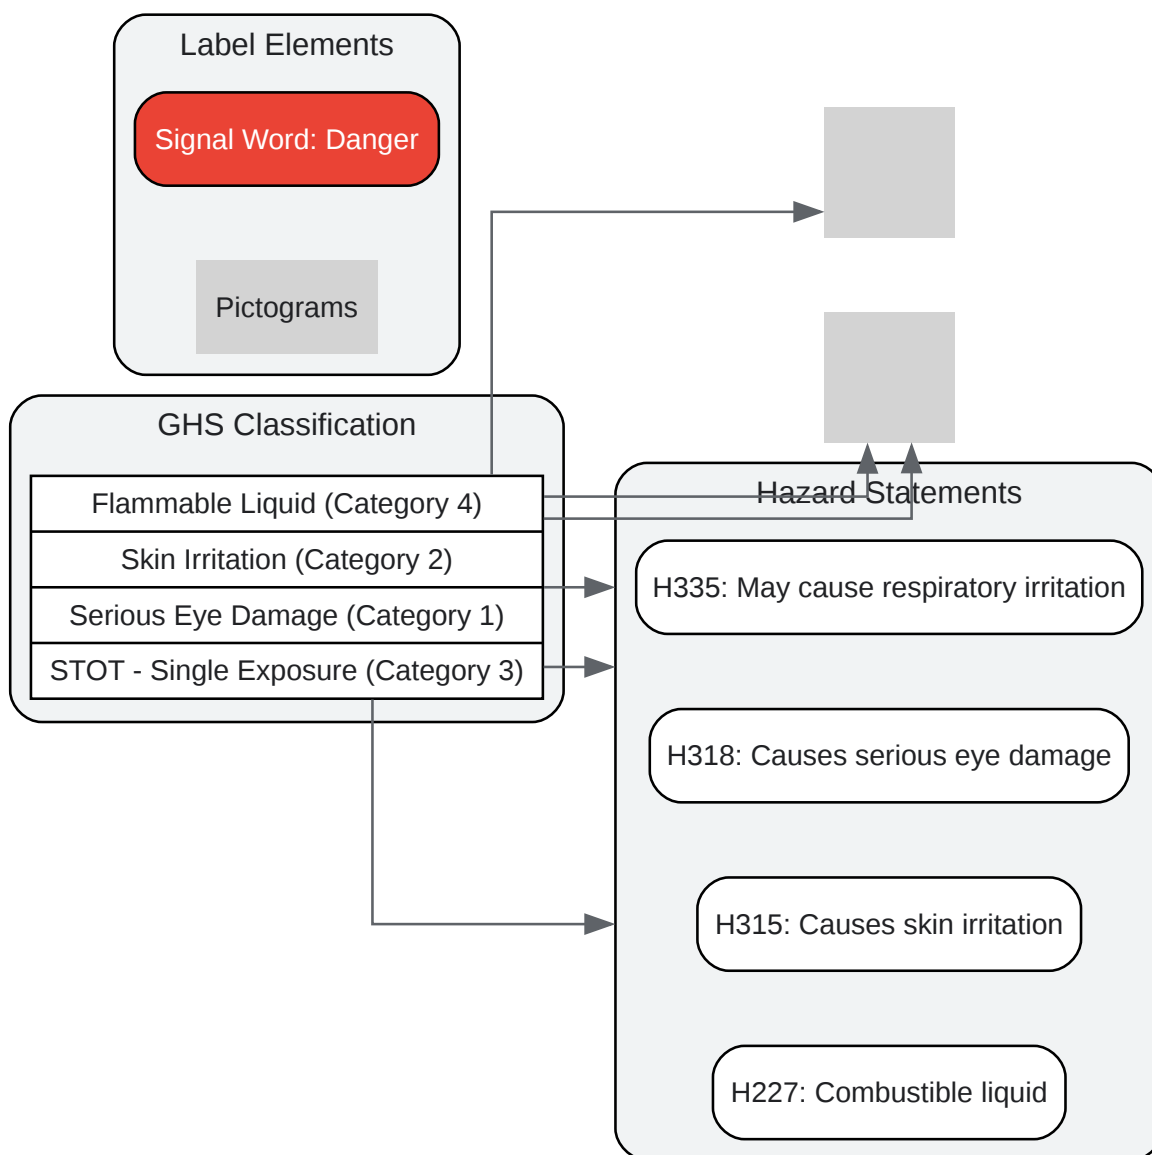 Label Elements
Signal Word: Danger
Pictograms
GHS Classification
Flammable Liquid (Category 4)
Skin Irritation (Category 2)
Serious Eye Damage (Category 1)
STOT - Single Exposure (Category 3)
Hazard Statements
H335: May cause respiratory irritation
H318: Causes serious eye damage
H315: Causes skin irritation
H227: Combustible liquid